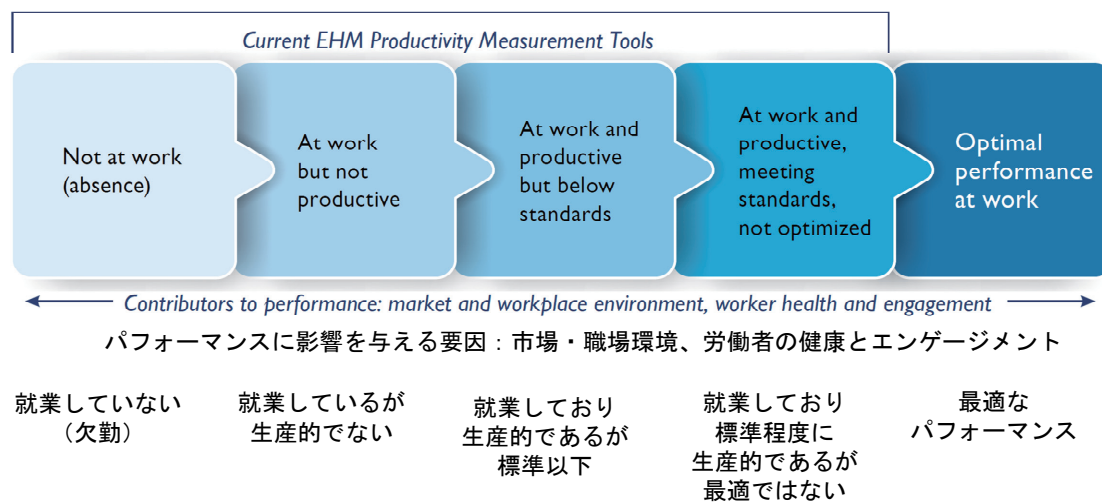 Current EHM Productivity Measurement Tools
Not at work
(absence)
At work
but not
productive
At work and
productive
but below
standards
At work and
productive,
meeting
standards,
not optimized
Optimal
performance
at work
Contributors to performance: market and workplace environment, worker health and engagement
パフォーマンスに影響を与える要因：市場・職場環境、労働者の健康とエンゲージメント
就業していない
（欠勤）
就業しているが
生産的でない
就業しており
生産的であるが
標準以下
就業しており
標準程度に
生産的であるが
最適ではない
最適な
パフォーマンス